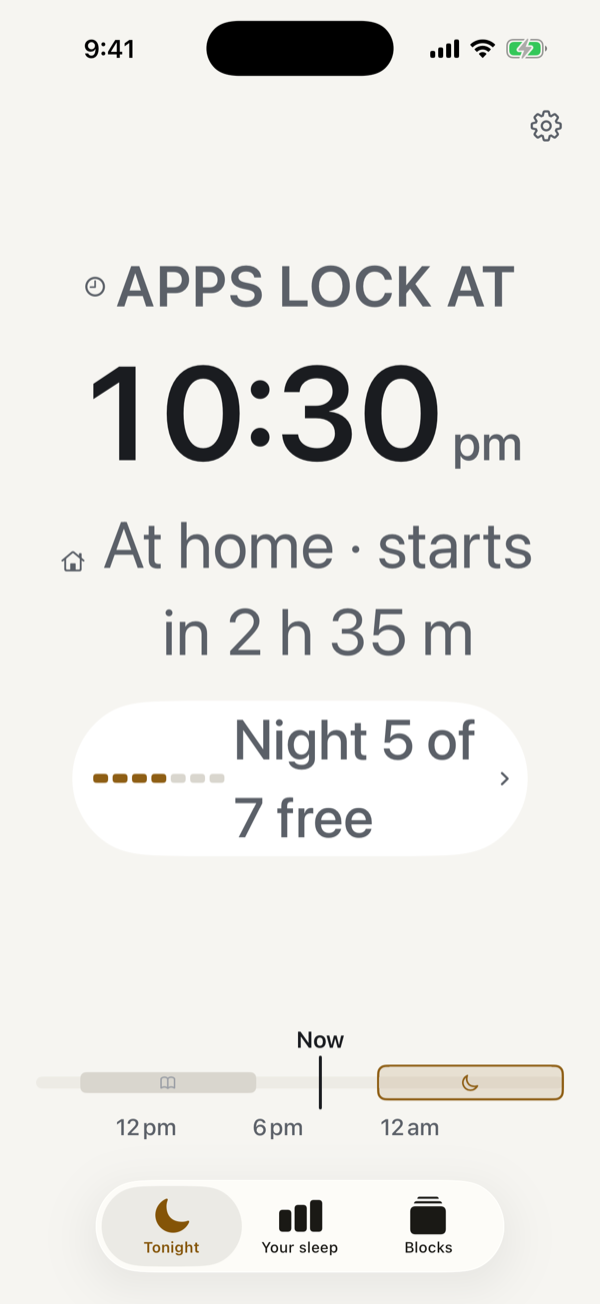 9:41
APPS LOCK AT
10:30 pm
At home · starts
in 2 h 35 m
Night 5 of
7 free
Now
12 pm 6 pm 12 am
Tonight Your sleep Blocks